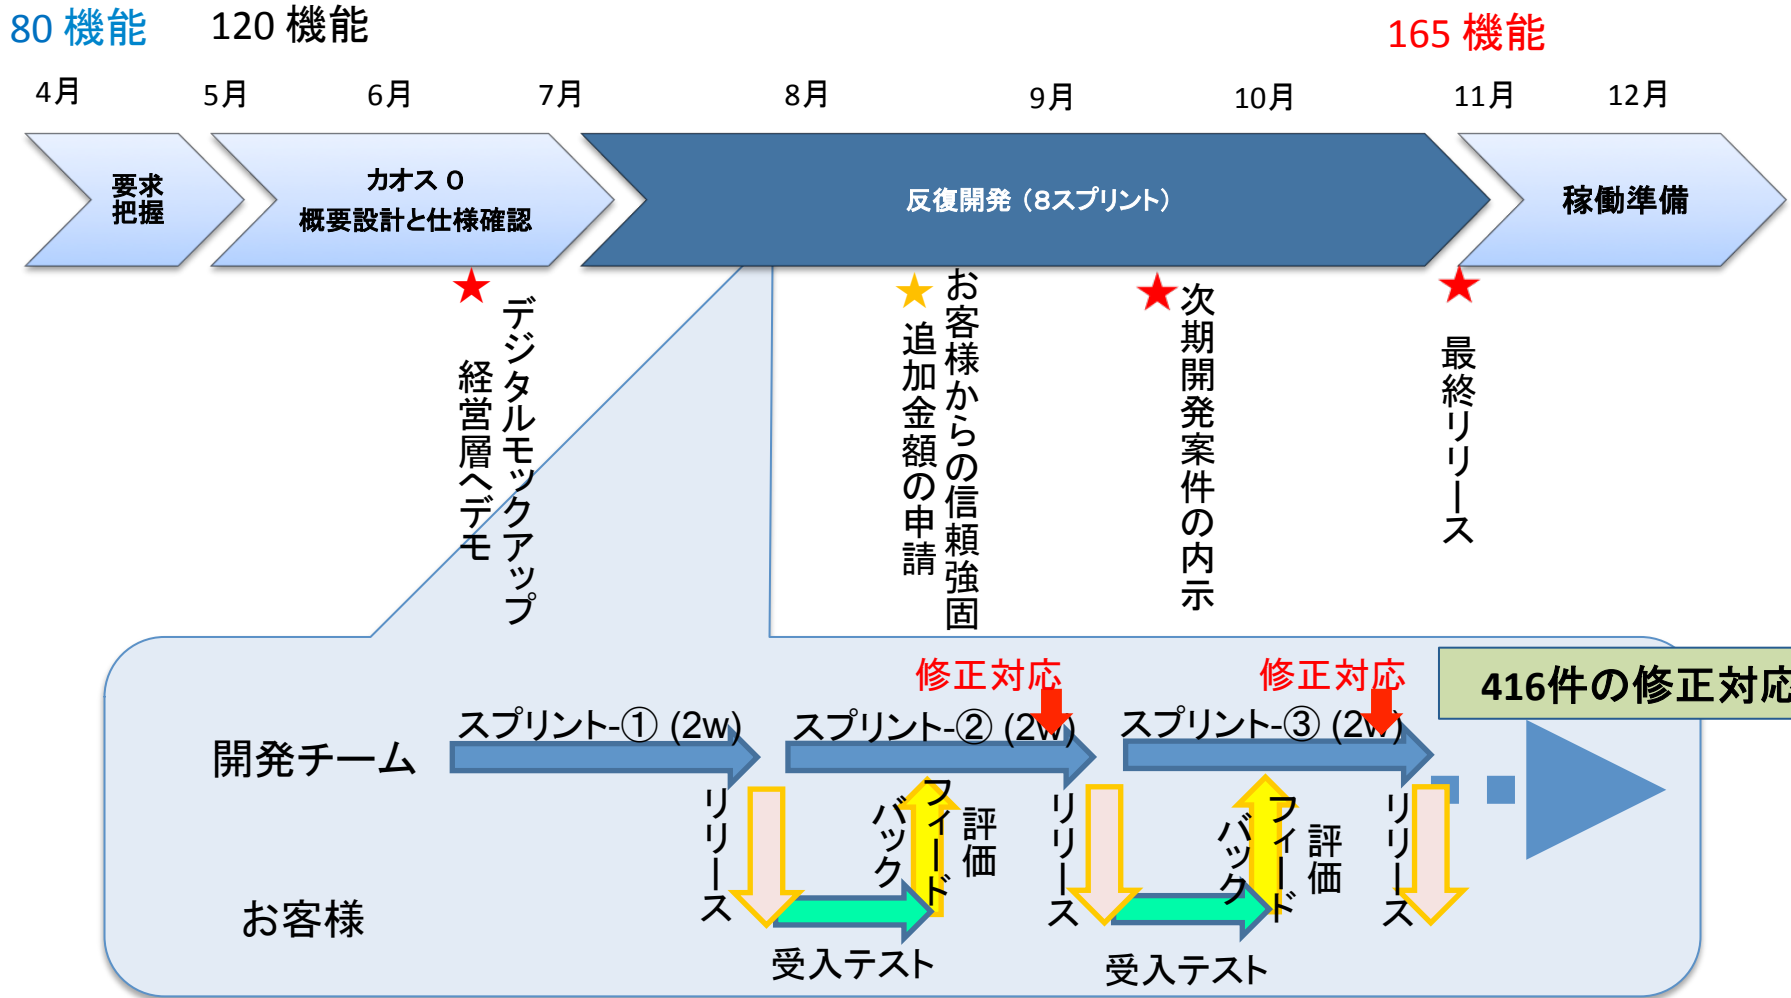 80 機能
120 機能
165 機能
4月
5月
6月
7月
8月
9月
10月
11月
12月
要求
把握
カオス 0
概要設計と仕様確認
反復開発 (8スプリント)
稼働準備
デジタルモックアップ
経営層へデモ
お客様からの信頼強固
追加金額の申請
次期開発案件の内示
最終リリース
修正対応
修正対応
416件の修正対応
スプリント-① (2w)
スプリント-② (2w)
スプリント-③ (2w)
開発チーム
リリース
評価
フィード
バック
リリース
評価
フィード
バック
リリース
お客様
受入テスト
受入テスト